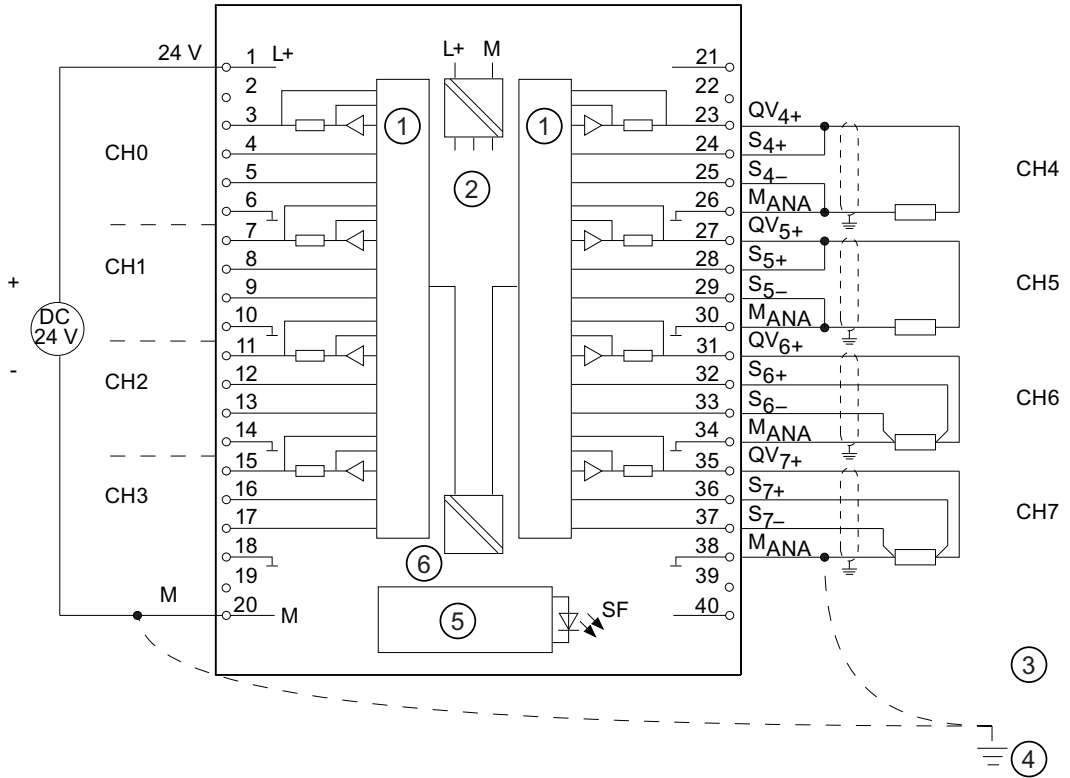 24 V 1 L+ L+ M 21
2 22
3 1 1 23 QV4+
CH0 4 24 S4+ CH4
5 2 25 S4–
6 26 MANA
7 27 QV5+
CH1 8 28 S5+ CH5
9 29 S5–
+
10 30 MANA
DC
24 V
11 31 QV6+
-
CH2 12 32 S6+ CH6
13 33 S6–
14 34 MANA
15 35 QV7+
CH3 16 36 S7+ CH7
17 37 S7–
18 6 38 MANA
19 39
M 20 M 5 SF 40
3
4